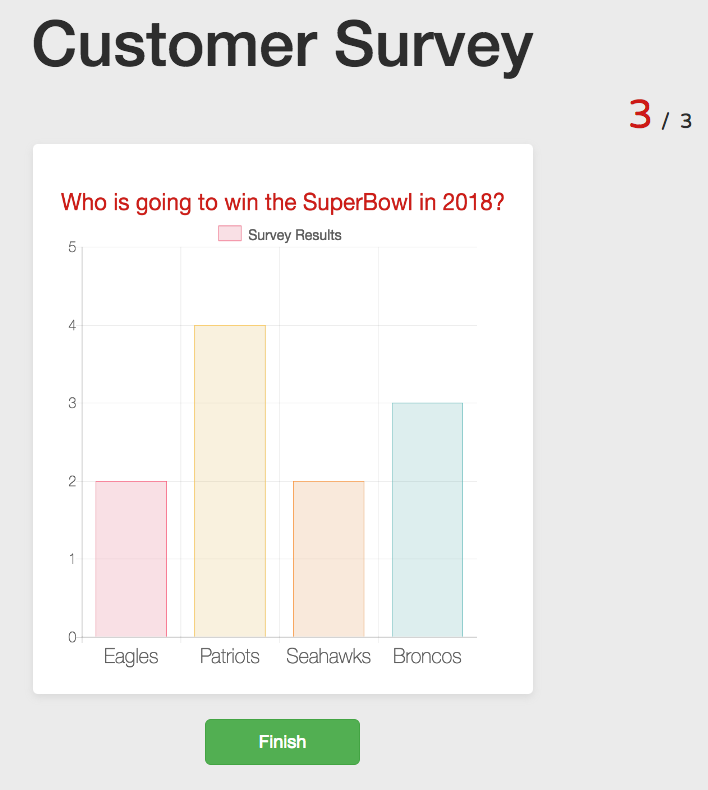 Customer Survey
3 / 3
Who is going to win the SuperBowl in 2018?
Survey Results
5
4
3
2
1
0
Eagles Patriots Seahawks Broncos
Finish